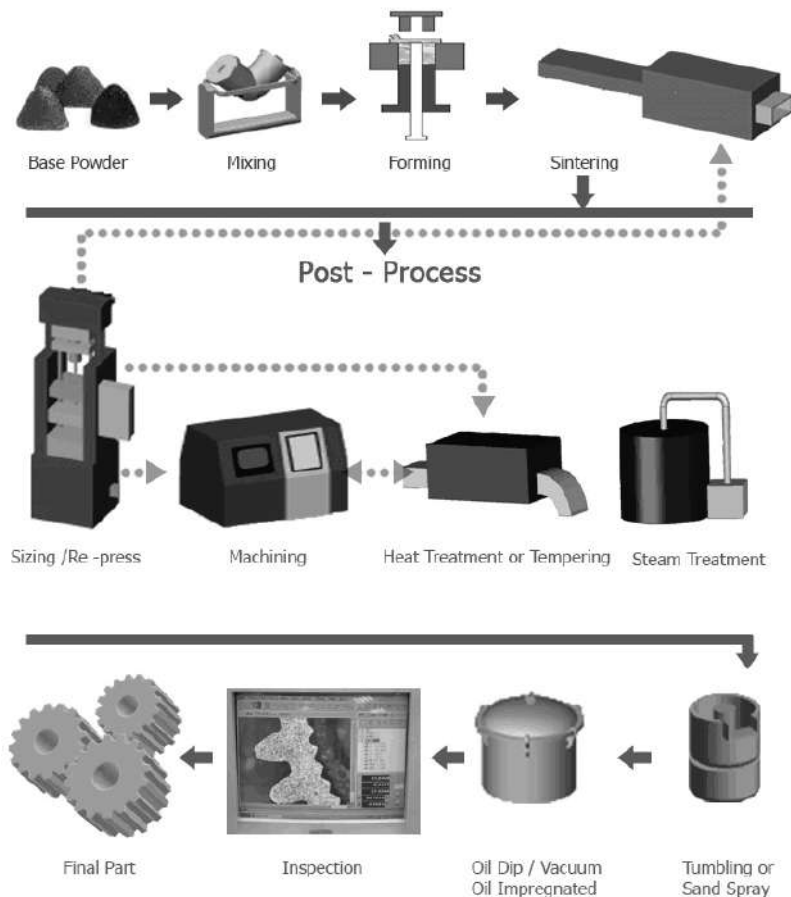 Base Powder
Mixing
Forming
Sintering
Post - Process
Sizing /Re -press
Machining
Heat Treatment or Tempering
Steam Treatment
Final Part
Inspection
Oil Dip / Vacuum
Oil Impregnated
Tumbling or
Sand Spray